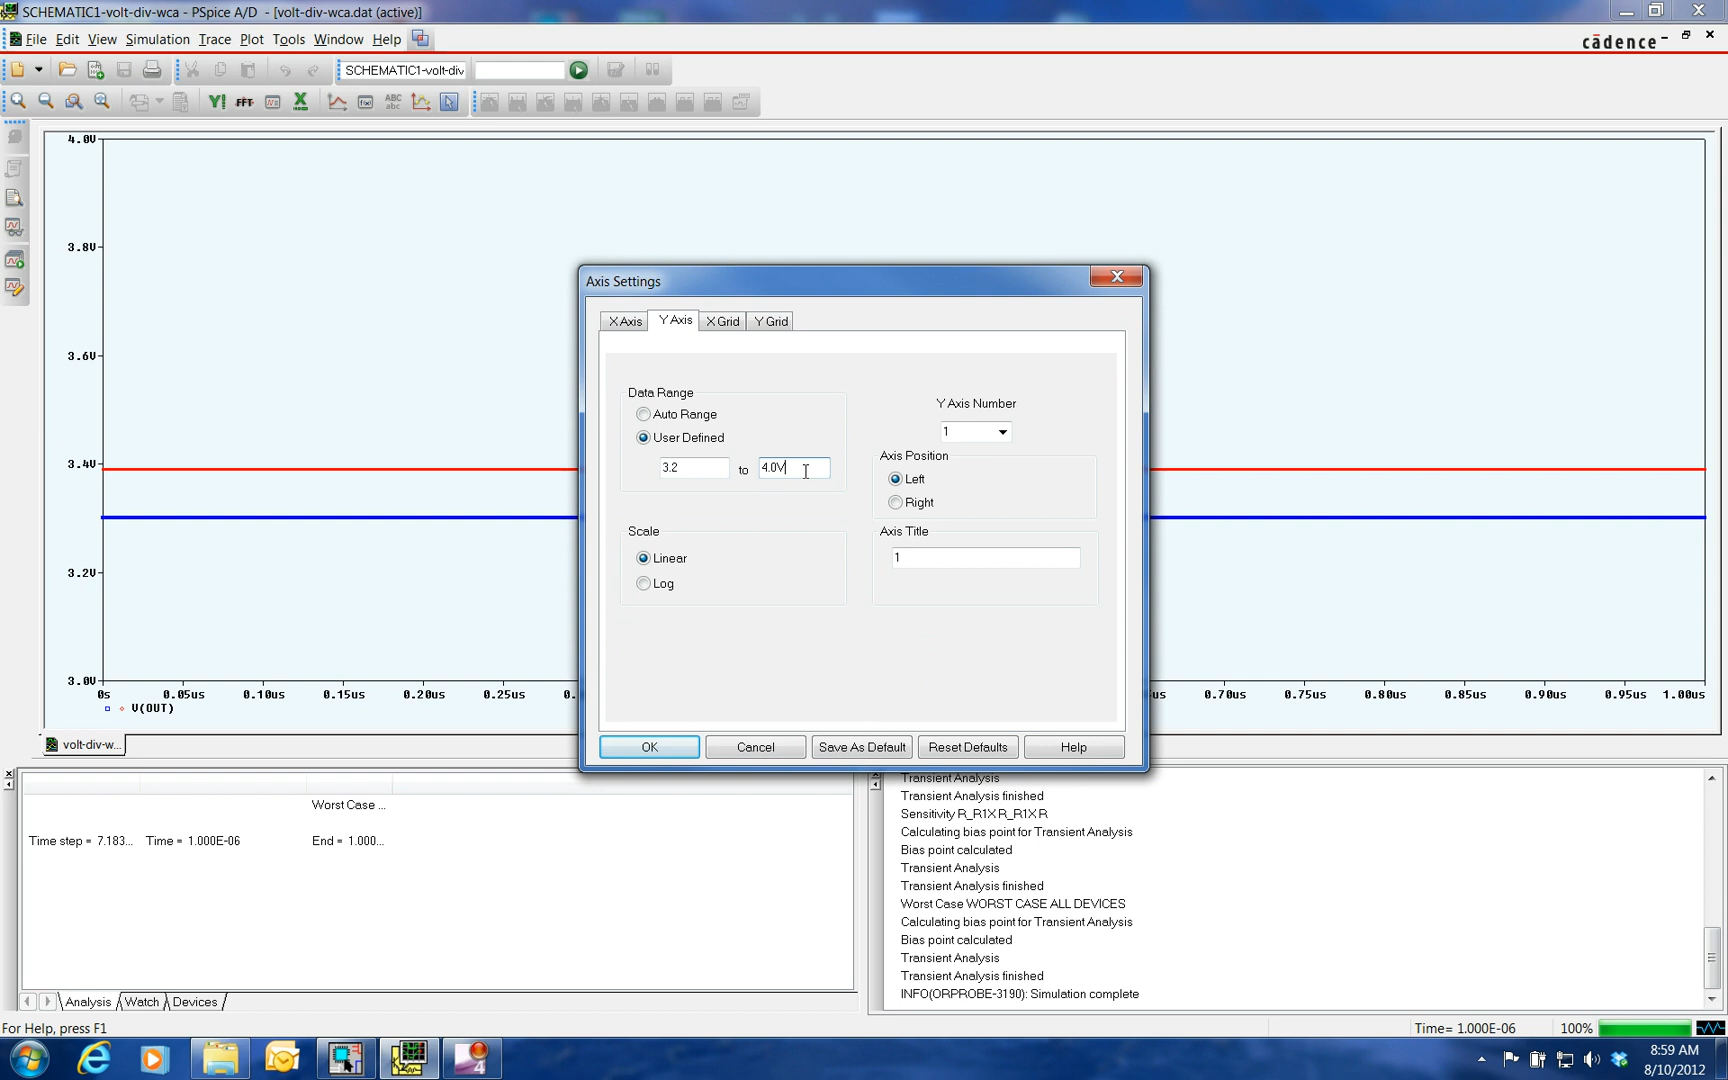 SCHEMATIC1-volt-div-wca - PSpice A/D - [volt-div-wca.dat (active)]
File Edit View Simulation Trace Plot Tools Window Help
cādence
SCHEMATIC1-volt-div
FFT
ABC
abc
4.0V
3.8V
3.6V
3.4V
3.2V
3.0V
0s 0.05us 0.10us 0.15us 0.20us 0.25us 0. us 0.70us 0.75us 0.80us 0.85us 0.90us 0.95us 1.00us
V(OUT)
Axis Settings
X Axis Y Axis X Grid Y Grid
Data Range
Auto Range
User Defined
3.2 to 4.0V
Y Axis Number
1
Axis Position
Left
Right
Scale
Linear
Log
Axis Title
1
OK Cancel Save As Default Reset Defaults Help
volt-div-w...
Worst Case ...
Time step = 7.183... Time = 1.000E-06 End = 1.000...
Analysis Watch Devices
Transient Analysis
Transient Analysis finished
Sensitivity R_R1X R_R1X R
Calculating bias point for Transient Analysis
Bias point calculated
Transient Analysis
Transient Analysis finished
Worst Case WORST CASE ALL DEVICES
Calculating bias point for Transient Analysis
Bias point calculated
Transient Analysis
Transient Analysis finished
INFO(ORPROBE-3190): Simulation complete
For Help, press F1
Time= 1.000E-06 100%
4
8:59 AM
8/10/2012